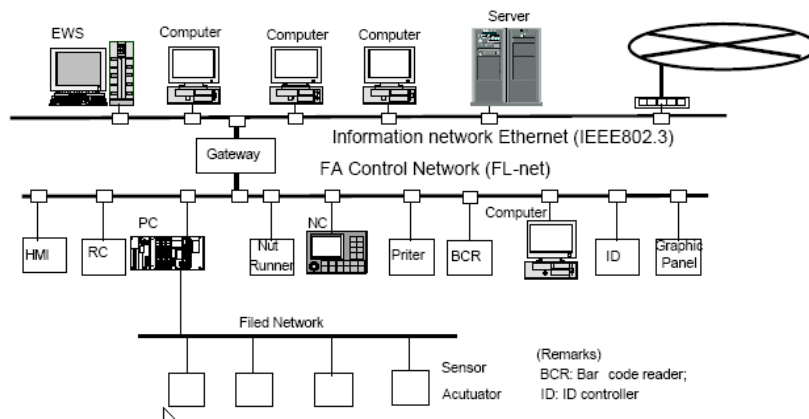 EWS
Computer
Computer
Computer
Server
Information network Ethernet (IEEE802.3)
Gateway
FA Control Network (FL-net)
HMI
RC
PC
Nut
Runner
NC
Priter
BCR
Computer
ID
Graphic
Panel
Filed Network
Sensor
Acutuator
(Remarks)
BCR: Bar code reader;
ID: ID controller